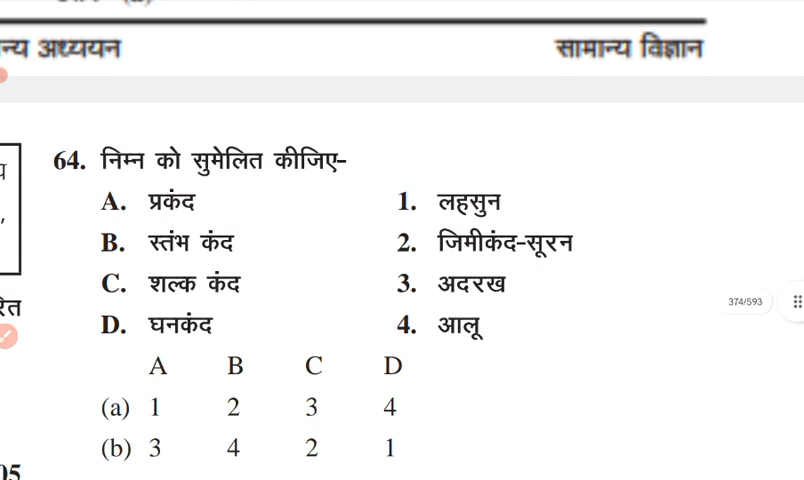 न्य अध्ययन सामान्य विज्ञान
64. निम्न को सुमेलित कीजिए-
A. प्रकंद 1. लहसुन
B. स्तंभ कंद 2. जिमीकंद-सूरन
C. शल्क कंद 3. अदरख
D. घनकंद 4. आलू
374/593
A B C D
(a) 1 2 3 4
(b) 3 4 2 1